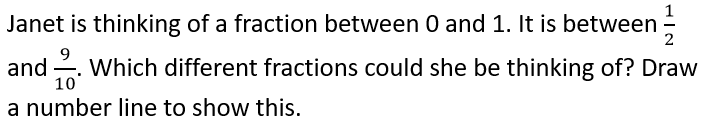 Janet is thinking of a fraction between 0 and 1. It is between 1/2
and 9/10. Which different fractions could she be thinking of? Draw
a number line to show this.